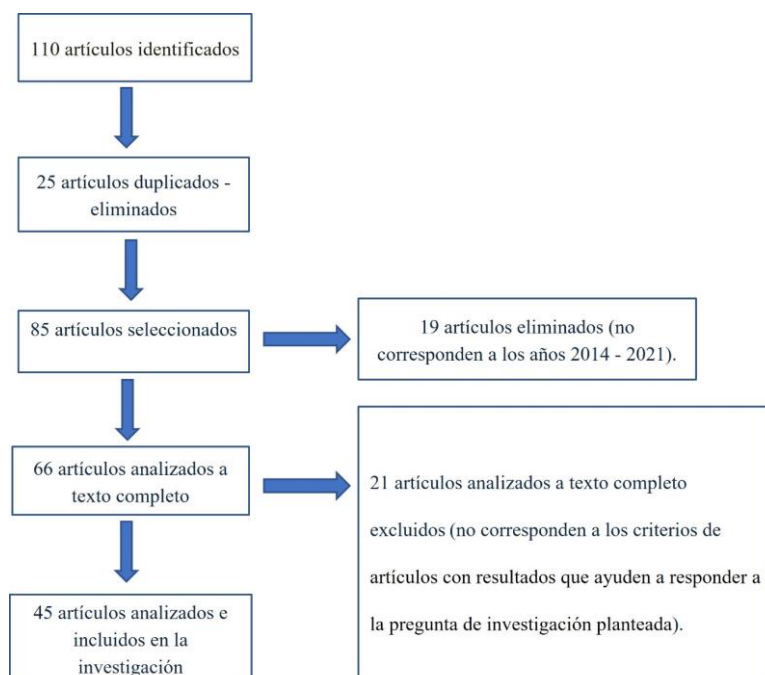 110 artículos identificados
25 artículos duplicados -
eliminados
85 artículos seleccionados
19 artículos eliminados (no
corresponden a los años 2014 - 2021).
66 artículos analizados a
texto completo
21 artículos analizados a texto completo
excluidos (no corresponden a los criterios de
artículos con resultados que ayuden a responder a
la pregunta de investigación planteada).
45 artículos analizados e
incluidos en la
investigación